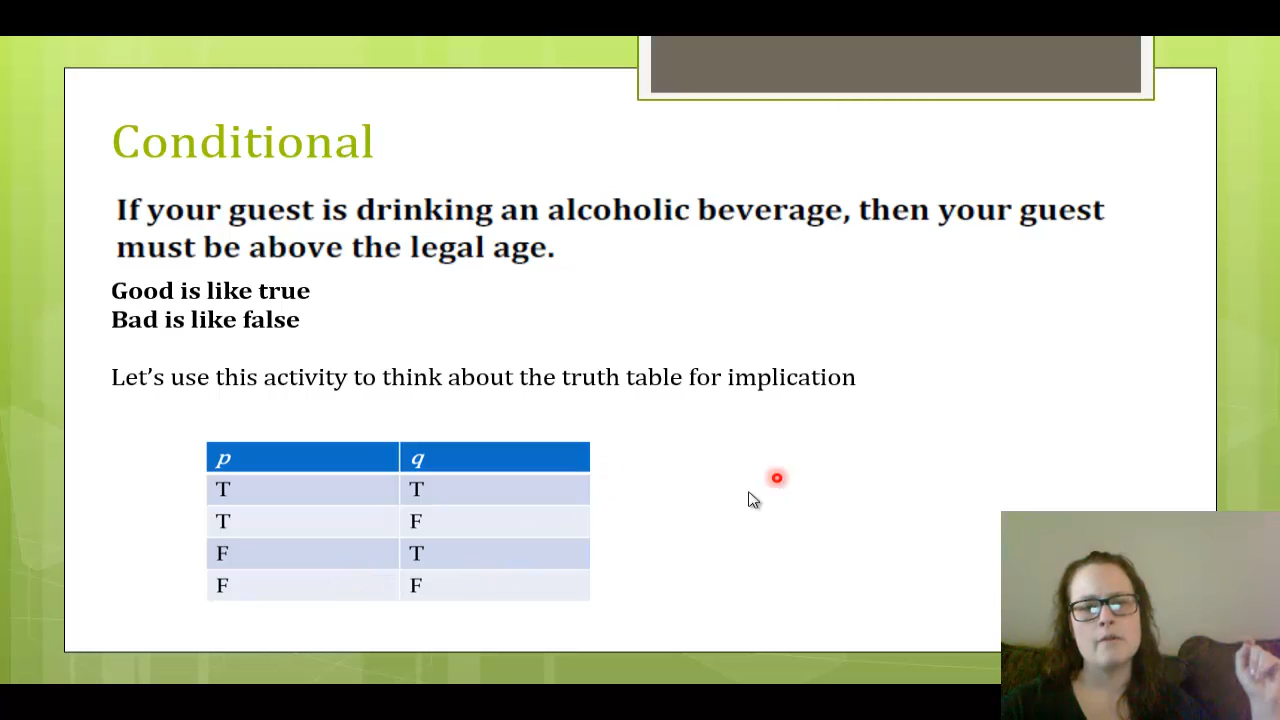 Conditional
If your guest is drinking an alcoholic beverage, then your guest
must be above the legal age.
Good is like true
Bad is like false
Let's use this activity to think about the truth table for implication
p q
T T
T F
F T
F F